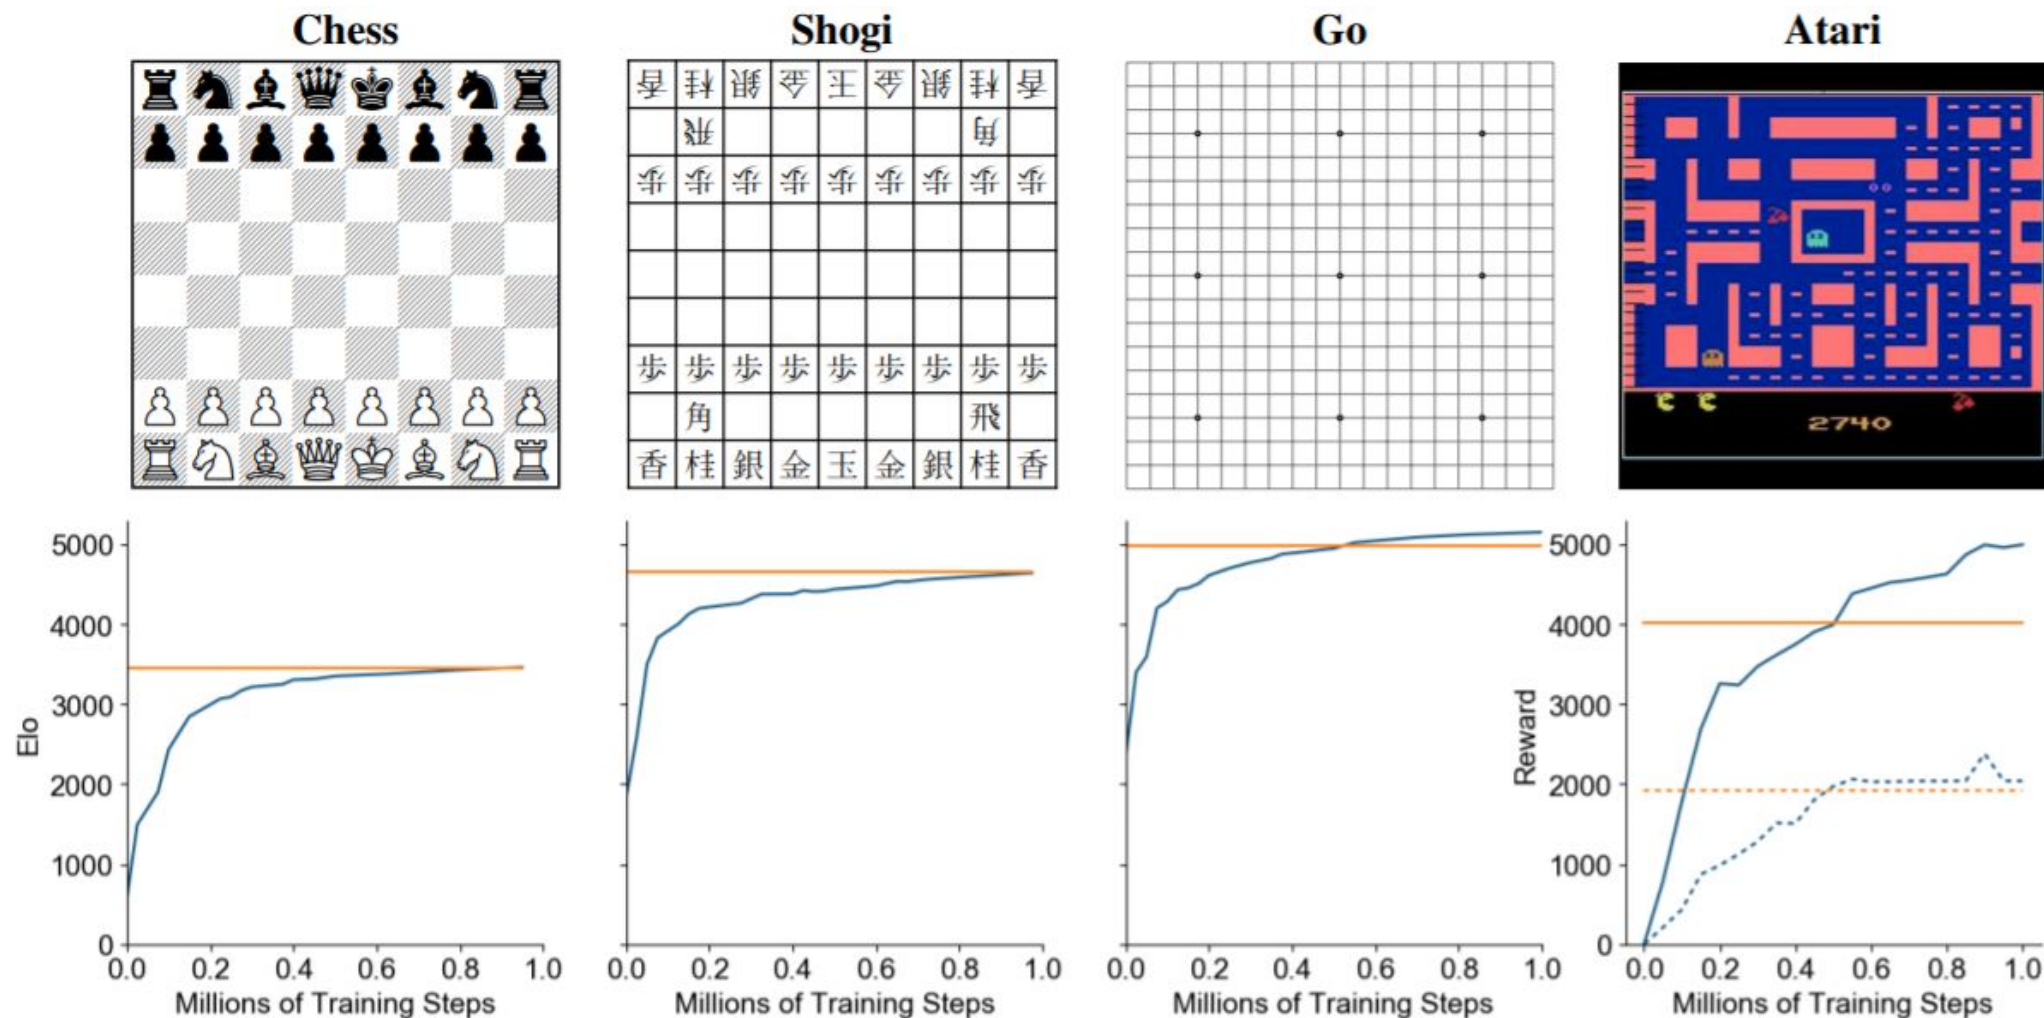 Chess
Shogi
Go
Atari
香 桂 銀 金 王 金 銀 桂 香
飛 角
歩 歩 歩 歩 歩 歩 歩 歩 歩
歩 歩 歩 歩 歩 歩 歩 歩 歩
角 飛
香 桂 銀 金 玉 金 銀 桂 香
2740
Elo
5000
4000
3000
2000
1000
0
0.0 0.2 0.4 0.6 0.8 1.0
Millions of Training Steps
0.0 0.2 0.4 0.6 0.8 1.0
Millions of Training Steps
0.0 0.2 0.4 0.6 0.8 1.0
Millions of Training Steps
Reward
5000
4000
3000
2000
1000
0
0.0 0.2 0.4 0.6 0.8 1.0
Millions of Training Steps